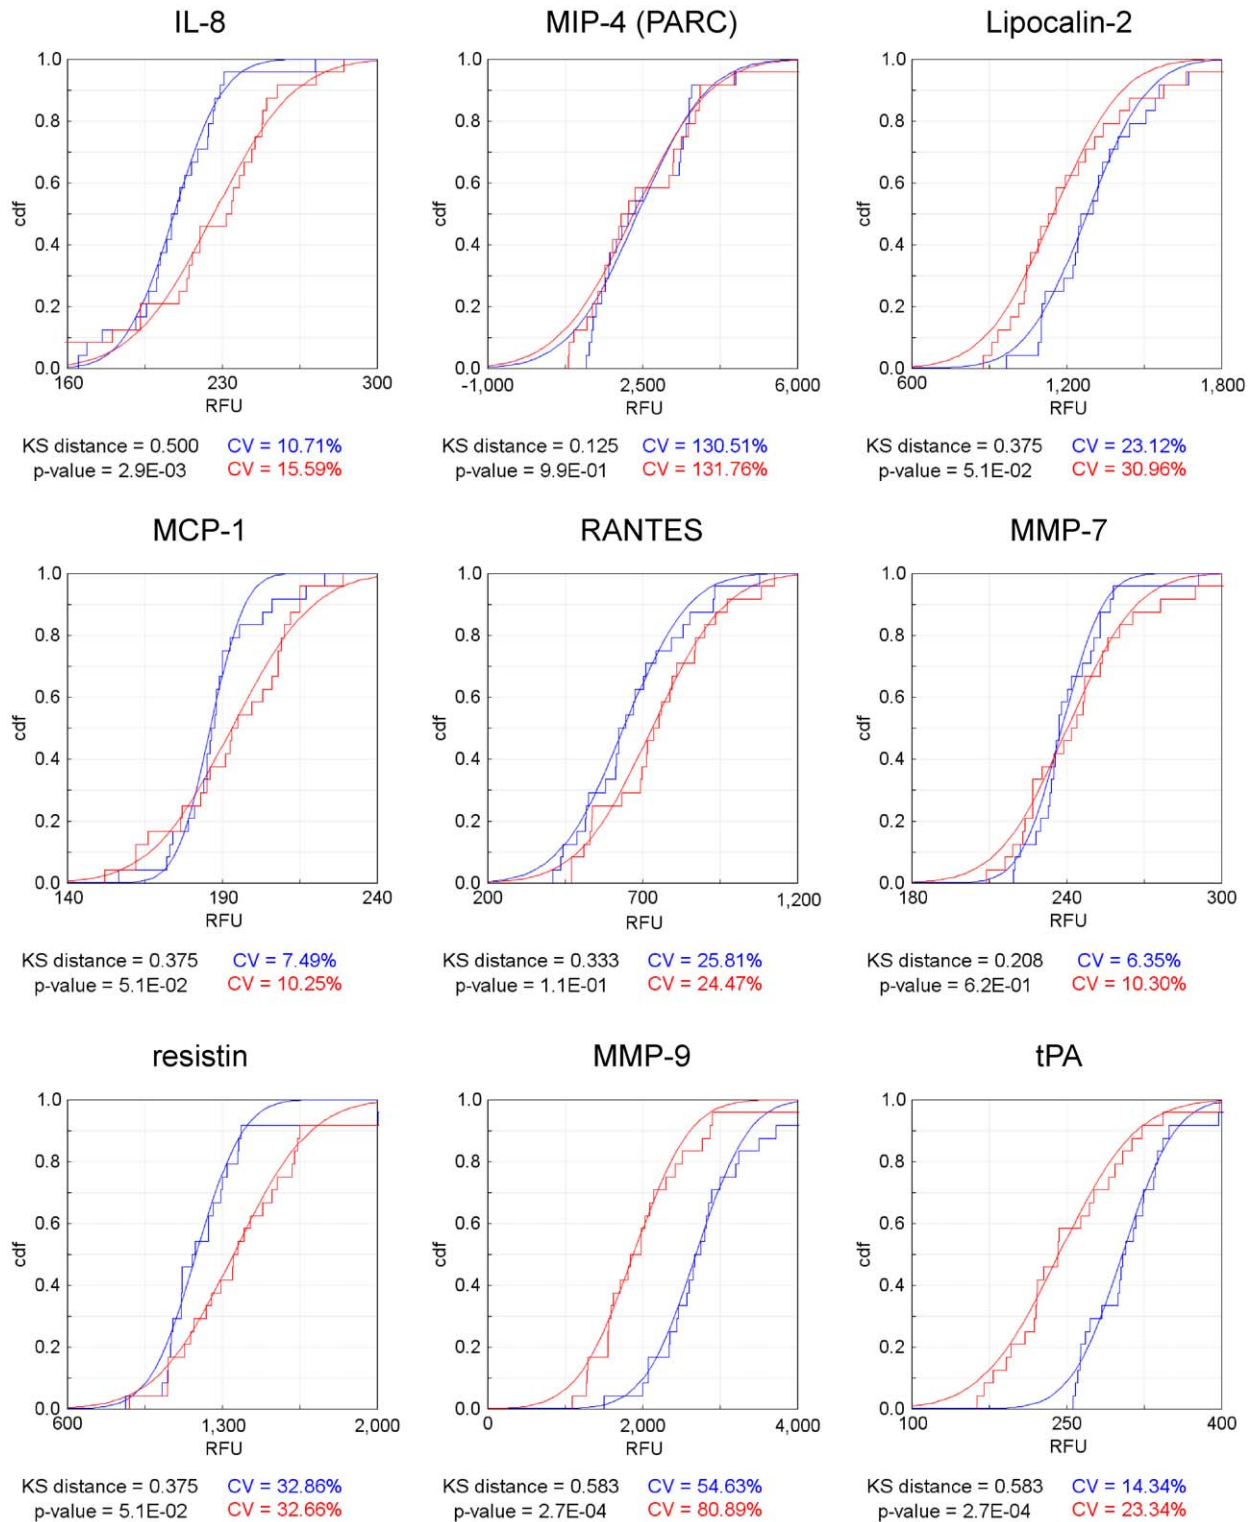 IL-8
MIP-4 (PARC)
Lipocalin-2
1.0
0.8
0.6
cdf
0.4
0.2
0.0
160
230
300
RFU
1.0
0.8
0.6
cdf
0.4
0.2
0.0
-1,000
2,500
6,000
RFU
1.0
0.8
0.6
cdf
0.4
0.2
0.0
600
1,200
1,800
RFU
KS distance = 0.500 CV = 10.71%
p-value = 2.9E-03 CV = 15.59%
KS distance = 0.125 CV = 130.51%
p-value = 9.9E-01 CV = 131.76%
KS distance = 0.375 CV = 23.12%
p-value = 5.1E-02 CV = 30.96%
MCP-1
RANTES
MMP-7
1.0
0.8
0.6
cdf
0.4
0.2
0.0
140
190
240
RFU
1.0
0.8
0.6
cdf
0.4
0.2
0.0
200
700
1,200
RFU
1.0
0.8
0.6
cdf
0.4
0.2
0.0
180
240
300
RFU
KS distance = 0.375 CV = 7.49%
p-value = 5.1E-02 CV = 10.25%
KS distance = 0.333 CV = 25.81%
p-value = 1.1E-01 CV = 24.47%
KS distance = 0.208 CV = 6.35%
p-value = 6.2E-01 CV = 10.30%
resistin
MMP-9
tPA
1.0
0.8
0.6
cdf
0.4
0.2
0.0
600
1,300
2,000
RFU
1.0
0.8
0.6
cdf
0.4
0.2
0.0
0
2,000
4,000
RFU
1.0
0.8
0.6
cdf
0.4
0.2
0.0
100
250
400
RFU
KS distance = 0.375 CV = 32.86%
p-value = 5.1E-02 CV = 32.66%
KS distance = 0.583 CV = 54.63%
p-value = 2.7E-04 CV = 80.89%
KS distance = 0.583 CV = 14.34%
p-value = 2.7E-04 CV = 23.34%